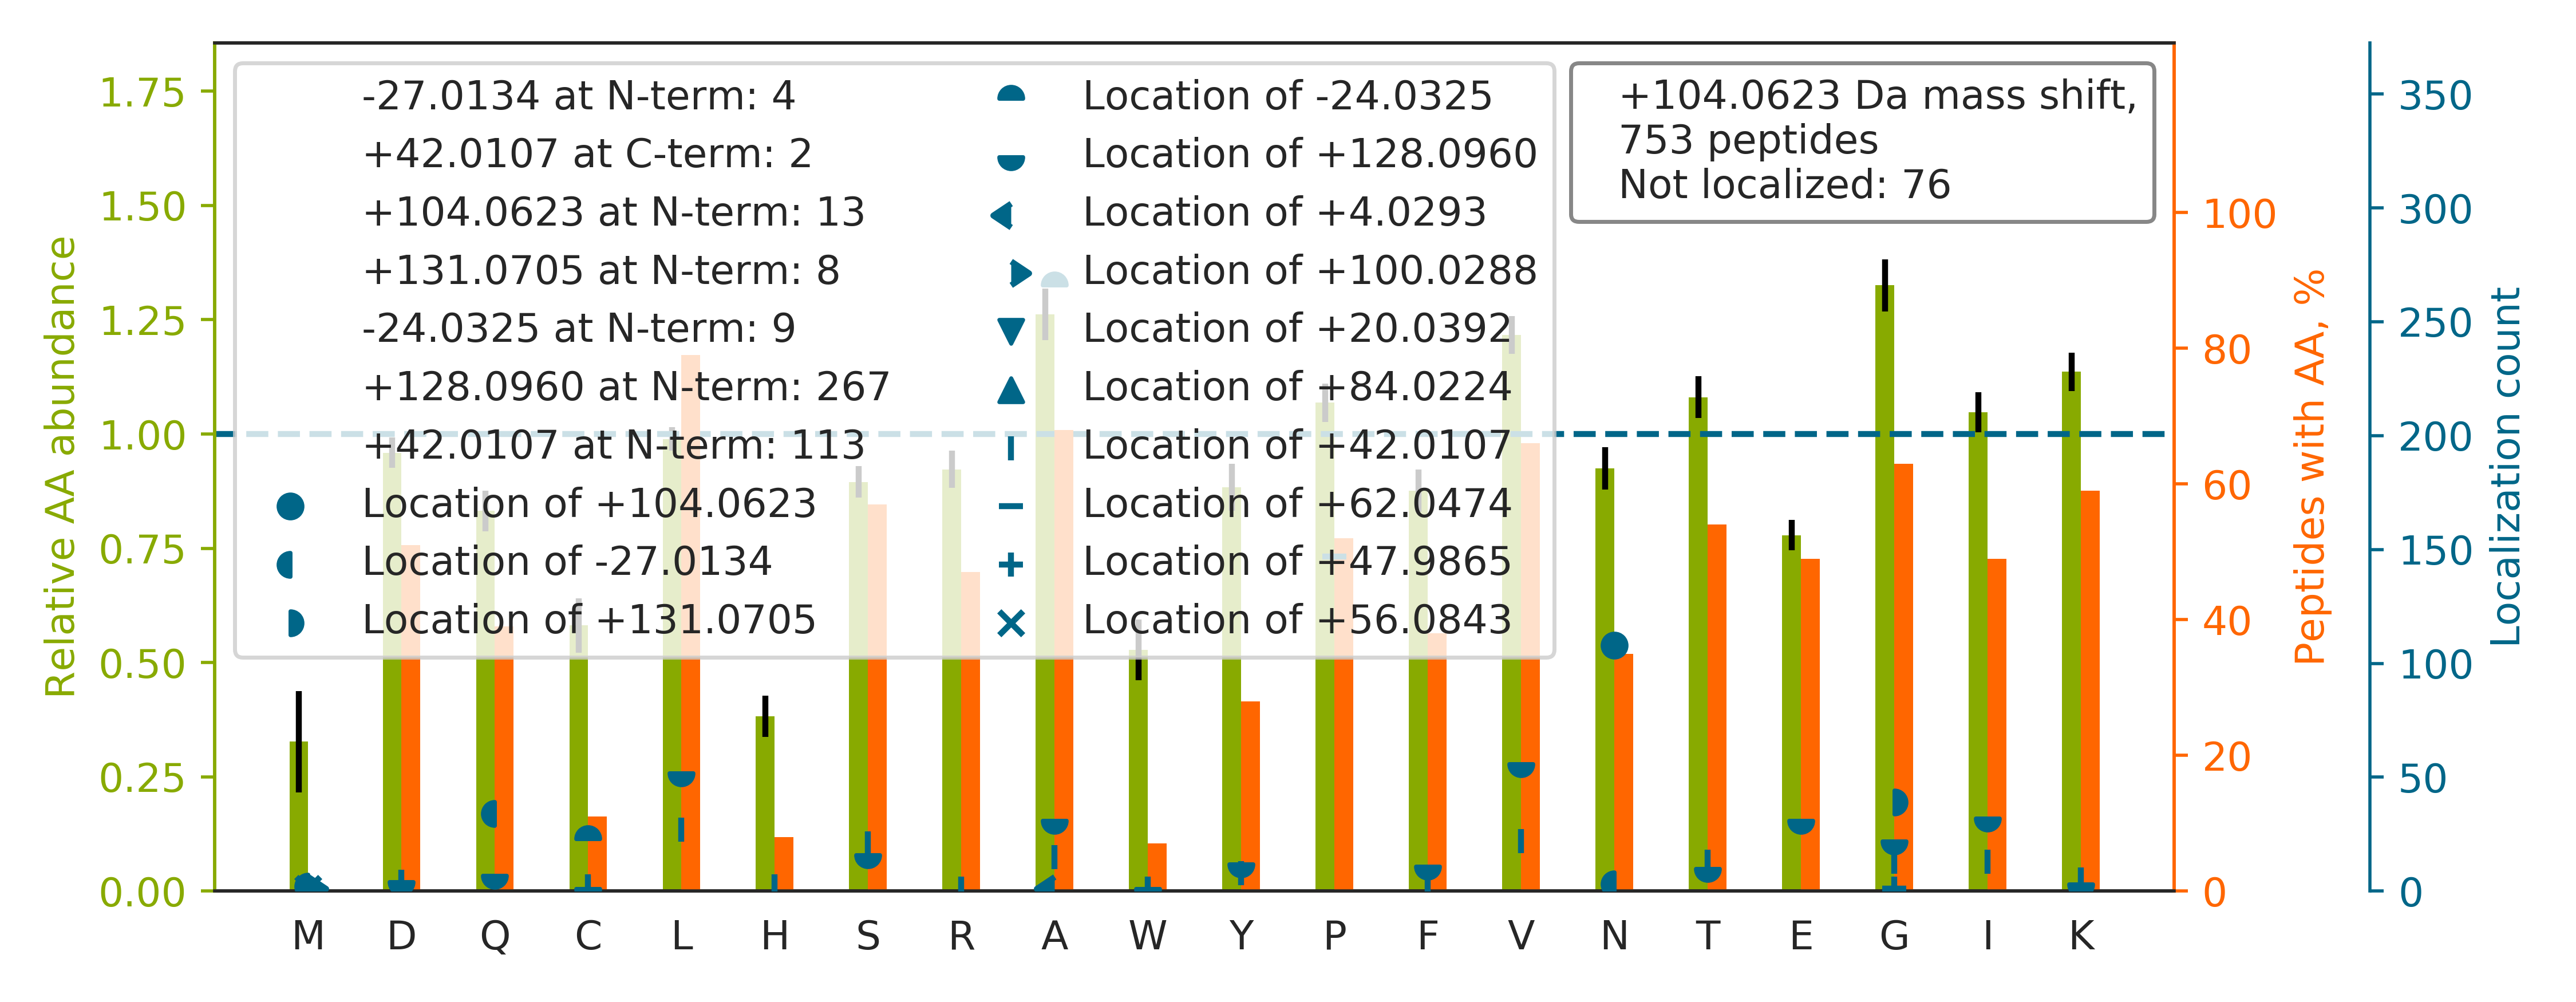 -27.0134 at N-term: 4
+42.0107 at C-term: 2
+104.0623 at N-term: 13
+131.0705 at N-term: 8
-24.0325 at N-term: 9
+128.0960 at N-term: 267
+42.0107 at N-term: 113
Location of +104.0623
Location of -27.0134
Location of +131.0705
Location of -24.0325
Location of +128.0960
Location of +4.0293
Location of +100.0288
Location of +20.0392
Location of +84.0224
Location of +42.0107
Location of +62.0474
Location of +47.9865
Location of +56.0843
+104.0623 Da mass shift,
753 peptides
Not localized: 76
Relative AA abundance
1.75
1.50
1.25
1.00
0.75
0.50
0.25
0.00
M D Q C L H S R A W Y P F V N T E G I K
100
80
60
40
20
0
Peptides with AA, %
350
300
250
200
150
100
50
0
Localization count